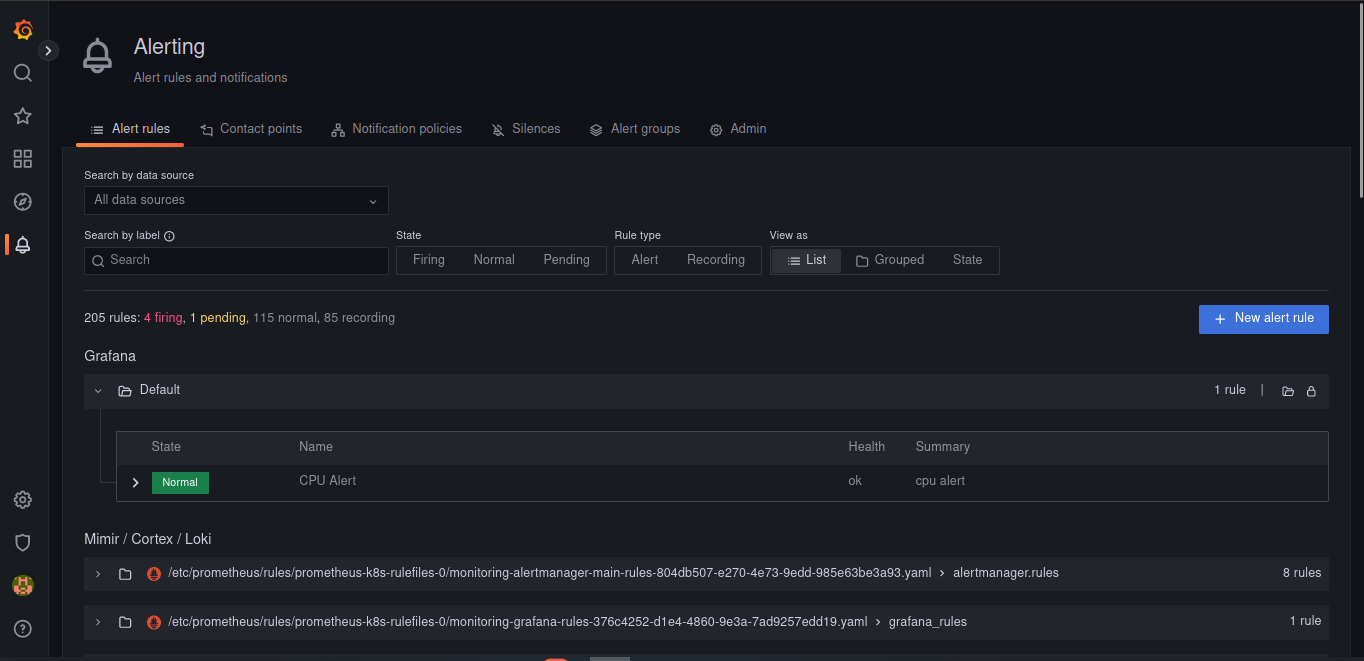 Alerting
Alert rules and notifications
Alert rules Contact points Notification policies Silences Alert groups Admin
Search by data source
All data sources
Search by label State Rule type View as
Search Firing Normal Pending Alert Recording List Grouped State
205 rules: 4 firing, 1 pending, 115 normal, 85 recording New alert rule
Grafana
Default 1 rule |
State Name Health Summary
Normal CPU Alert ok cpu alert
Mimir / Cortex / Loki
/etc/prometheus/rules/prometheus-k8s-rulefiles-0/monitoring-alertmanager-main-rules-804db507-e270-4e73-9edd-985e63be3a93.yaml > alertmanager.rules 8 rules
/etc/prometheus/rules/prometheus-k8s-rulefiles-0/monitoring-grafana-rules-376c4252-d1e4-4860-9e3a-7ad9257edd19.yaml > grafana_rules 1 rule